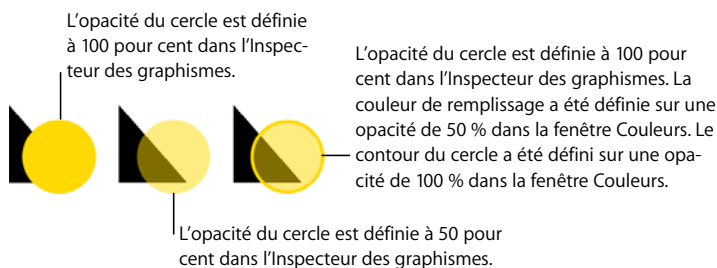 L’opacité du cercle est définie
à 100 pour cent dans l’Inspec-
teur des graphismes.
L’opacité du cercle est définie à 100 pour
cent dans l’Inspecteur des graphismes. La
couleur de remplissage a été définie sur une
opacité de 50 % dans la fenêtre Couleurs. Le
contour du cercle a été défini sur une opa-
cité de 100 % dans la fenêtre Couleurs.
L’opacité du cercle est définie à 50 pour
cent dans l’Inspecteur des graphismes.